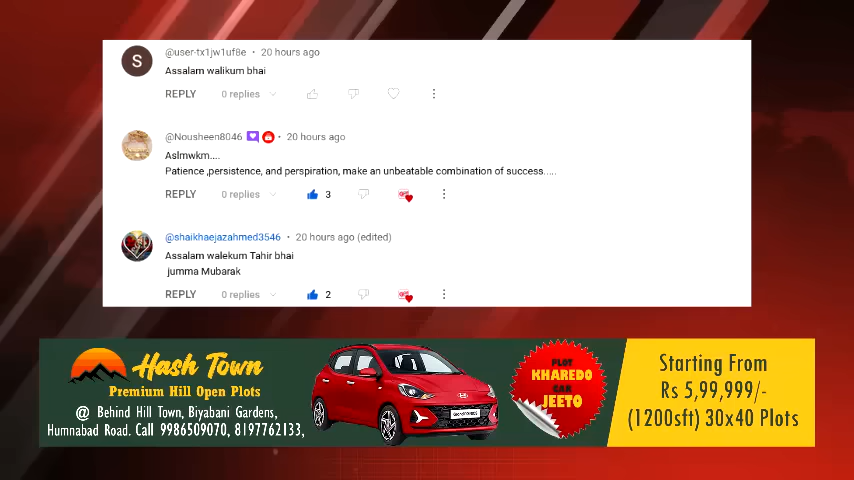 S
@user-tx1jw1uf8e • 20 hours ago
Assalam walikum bhai
REPLY 0 replies
@Nousheen8046 • 20 hours ago
Aslmwkm....
Patience ,persistence, and perspiration, make an unbeatable combination of success.....
REPLY 0 replies 3
@shaikhaejazahmed3546 • 20 hours ago (edited)
Assalam walekum Tahir bhai
jumma Mubarak
REPLY 0 replies 2
Hash Town
Premium Hill Open Plots
@ Behind Hill Town, Biyabani Gardens,
Humnabad Road. Call 9986509070, 8197762133,
PLOT
KHAREDO
CAR
JEETO
Starting From
Rs 5,99,999/-
(1200sft) 30x40 Plots